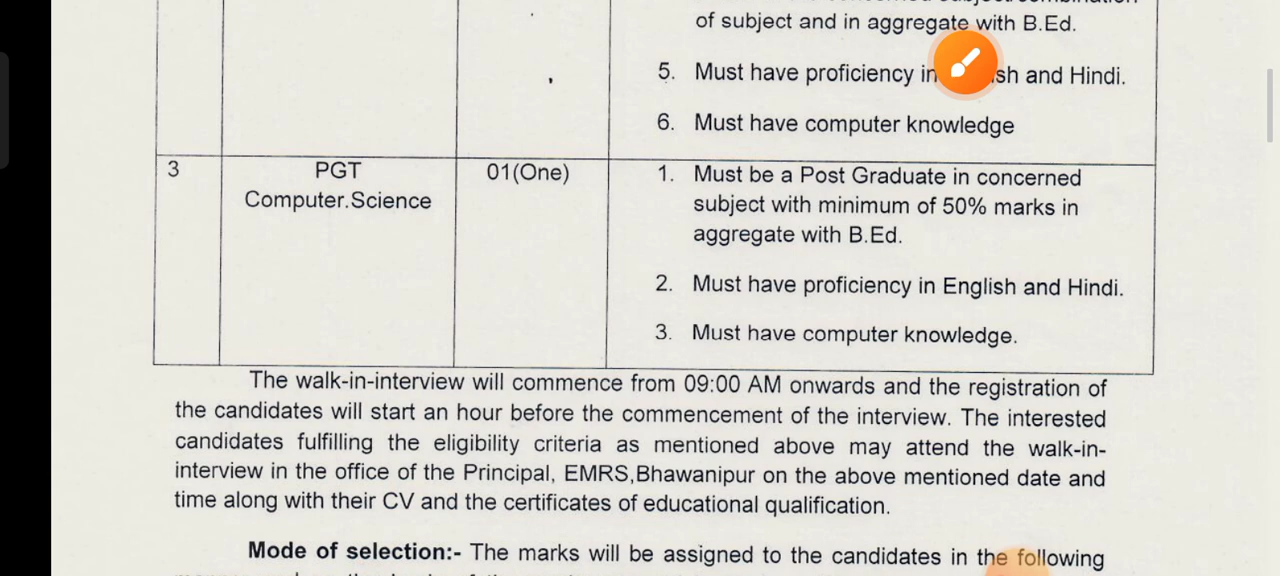 of subject and in aggregate with B.Ed.
5. Must have proficiency in and Hindi.
6. Must have computer knowledge
3 PGT Computer.Science 01(One) 1. Must be a Post Graduate in concerned
subject with minimum of 50% marks in
aggregate with B.Ed.
2. Must have proficiency in English and Hindi.
3. Must have computer knowledge.
The walk-in-interview will commence from 09:00 AM onwards and the registration of
the candidates will start an hour before the commencement of the interview. The interested
candidates fulfilling the eligibility criteria as mentioned above may attend the walk-in-
interview in the office of the Principal, EMRS,Bhawanipur on the above mentioned date and
time along with their CV and the certificates of educational qualification.
Mode of selection:- The marks will be assigned to the candidates in the following